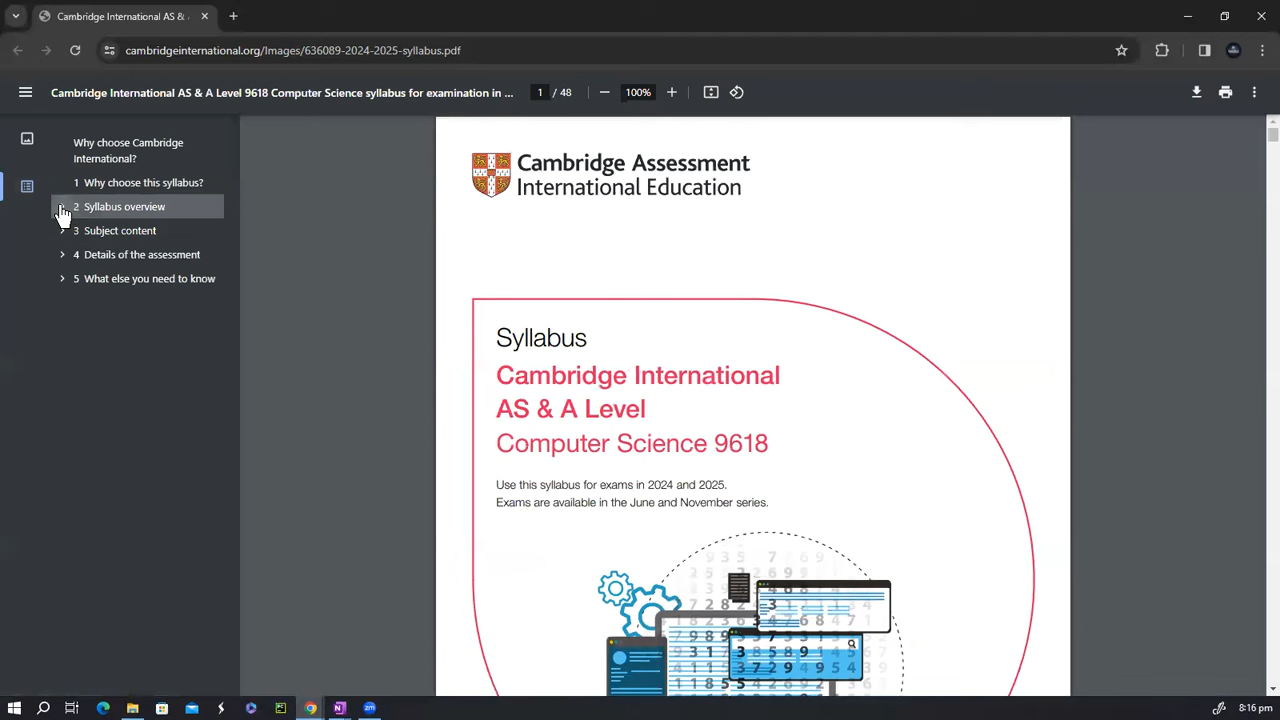 Cambridge International AS &
cambridgeinternational.org/Images/636089-2024-2025-syllabus.pdf
Cambridge International AS & A Level 9618 Computer Science syllabus for examination in ...
1 / 48
100%
Why choose Cambridge
International?
1 Why choose this syllabus?
2 Syllabus overview
3 Subject content
4 Details of the assessment
5 What else you need to know
Cambridge Assessment
International Education
Syllabus
Cambridge International
AS & A Level
Computer Science 9618
Use this syllabus for exams in 2024 and 2025.
Exams are available in the June and November series.
8:16 pm